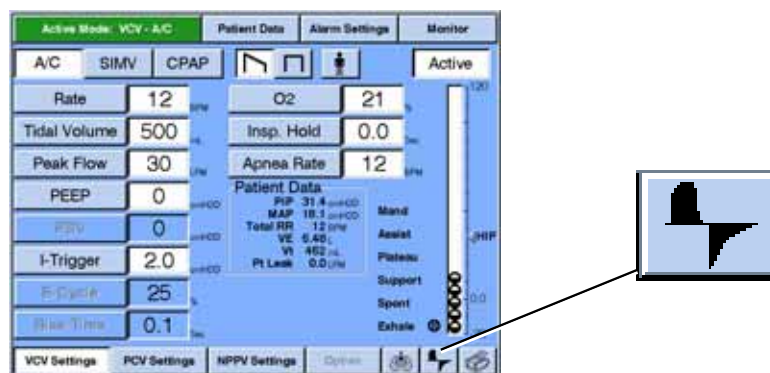 Active Mode: VCV - A/C Patient Data Alarm Settings Monitor
A/C SIMV CPAP Active
120
Rate 12 BPM O2 21 %
Tidal Volume 500 mL Insp. Hold 0.0 Sec
Peak Flow 30 LPM Apnea Rate 12 BPM
PEEP 0 cmH2O Patient Data
PIP 31.4 cmH2O
MAP 18.1 cmH2O Mand
PSV 0 cmH2O Total RR 12 BPM
VE 5.48 L Assist HIP
Vt 462 mL
I-Trigger 2.0 cmH2O Pt Leak 0.0 LPM Plateau
Support
E-Cycle 25 % Spont 0.0
Rise Time 0.1 Sec Exhale
VCV Settings PCV Settings NPPV Settings Option